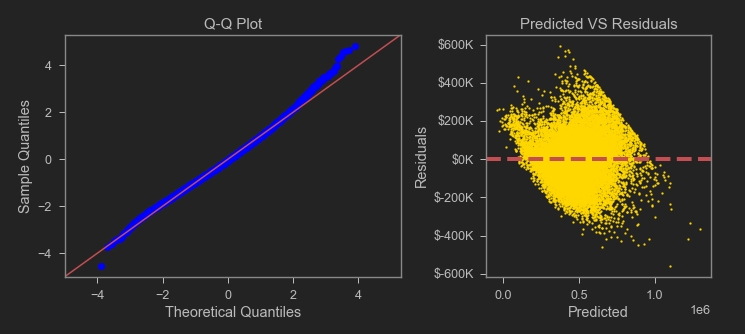 Q-Q Plot
4
2
0
−2
−4
−4
−2
0
2
4
Theoretical Quantiles
Sample Quantiles
Predicted VS Residuals
$600K
$400K
$200K
$0K
$-200K
$-400K
$-600K
0.0
0.5
1.0
1e6
Predicted
Residuals